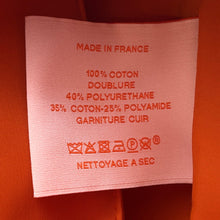 MADE IN FRANCE
100% COTON
DOUBLURE
40% POLYURETHANE
35% COTON-25% POLYAMIDE
GARNITURE CUIR
NETTOYAGE A SEC